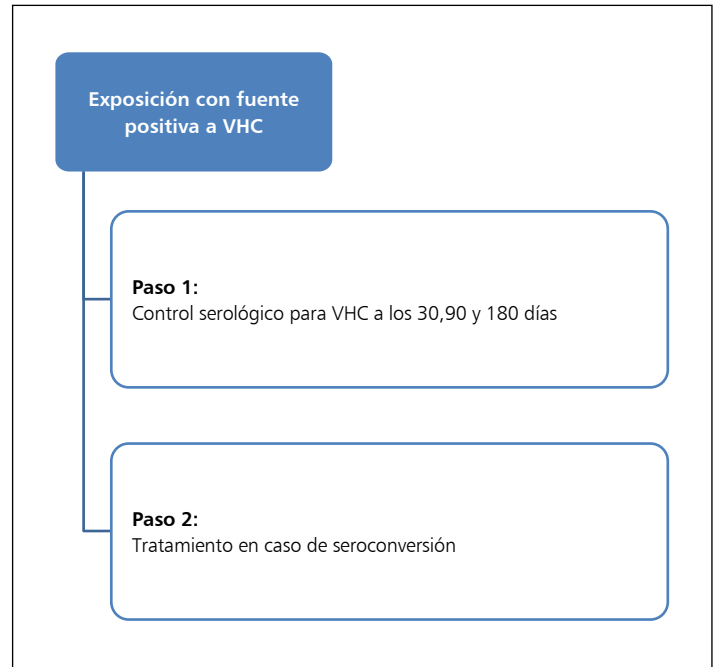 Exposición con fuente
positiva a VHC
Paso 1:
Control serológico para VHC a los 30,90 y 180 días
Paso 2:
Tratamiento en caso de seroconversión